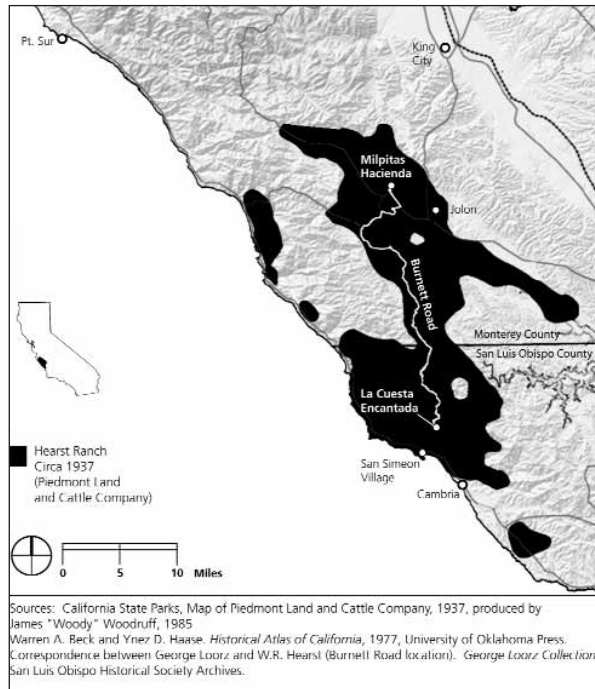 Pt. Sur
King
City
Milpitas
Hacienda
Jolon
Burnett Road
Monterey County
San Luis Obispo County
La Cuesta
Encantada
Hearst Ranch
Circa 1937
(Piedmont Land
and Cattle Company)
San Simeon
Village
Cambria
0 5 10 Miles
Sources: California State Parks, Map of Piedmont Land and Cattle Company, 1937, produced by
James "Woody" Woodruff, 1985
Warren A. Beck and Ynez D. Haase. Historical Atlas of California, 1977, University of Oklahoma Press.
Correspondence between George Loorz and W.R. Hearst (Burnett Road location). George Loorz Collection
San Luis Obispo Historical Society Archives.